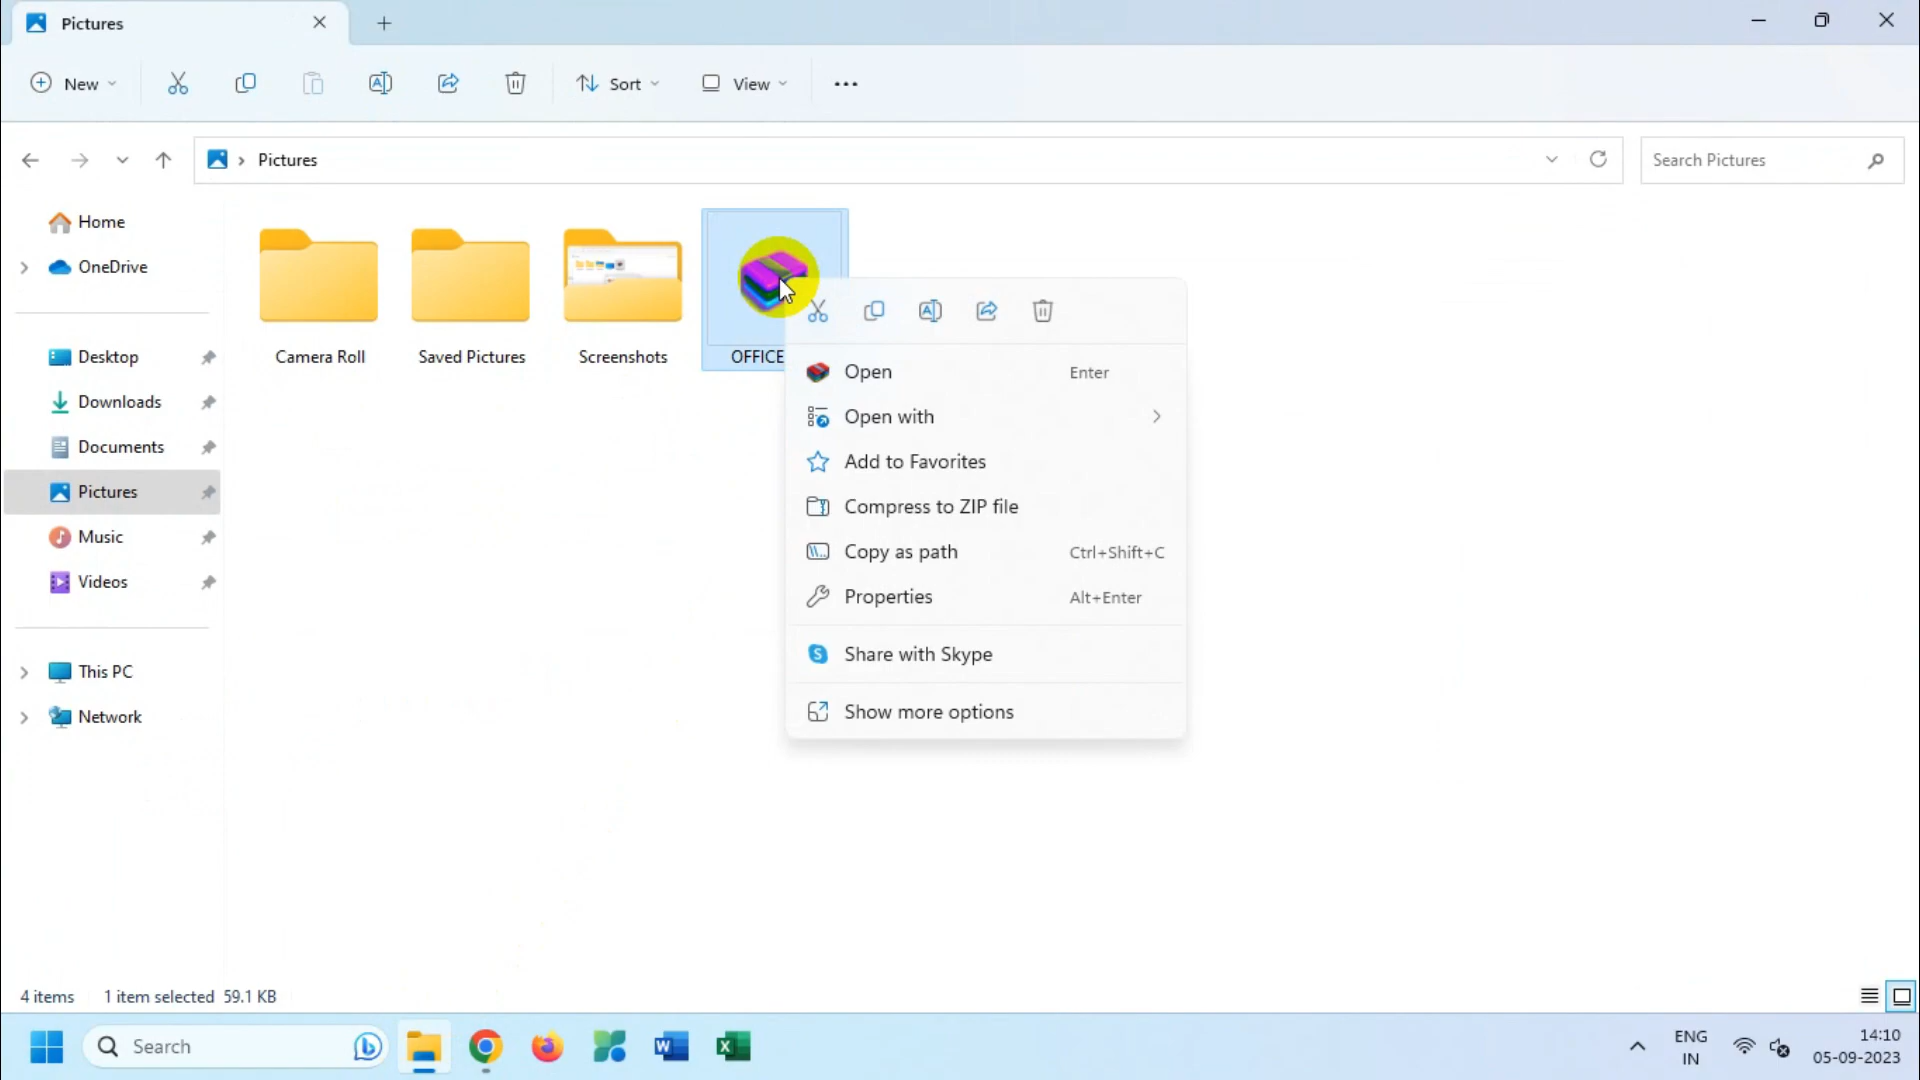 Pictures
New
Sort
View
Pictures
Search Pictures
Home
OneDrive
Desktop
Downloads
Documents
Pictures
Music
Videos
This PC
Network
Camera Roll
Saved Pictures
Screenshots
OFFICE
Open Enter
Open with
Add to Favorites
Compress to ZIP file
Copy as path Ctrl+Shift+C
Properties Alt+Enter
Share with Skype
Show more options
4 items 1 item selected 59.1 KB
Search
ENG
IN
14:10
05-09-2023